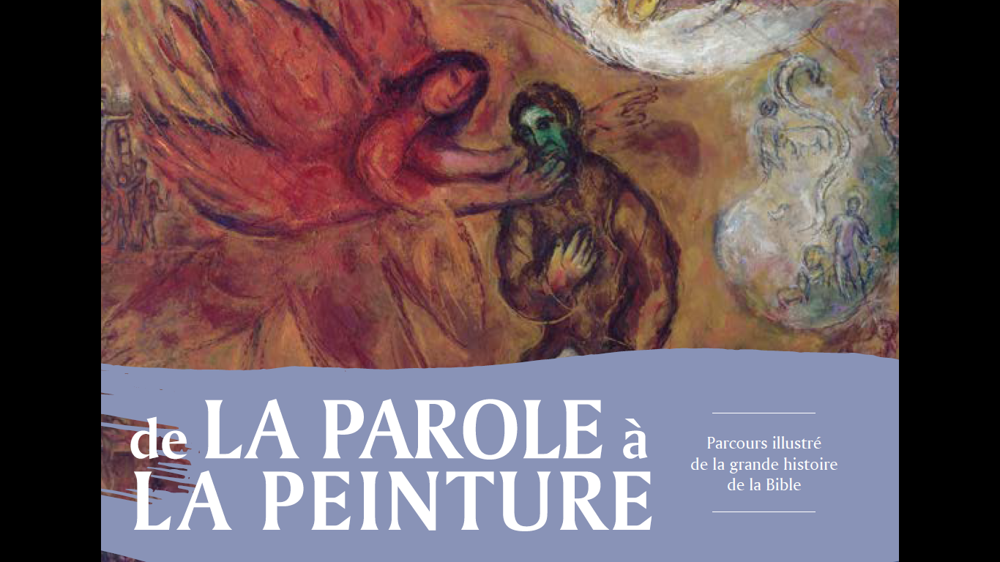 de LA PAROLE à
LA PEINTURE
Parcours illustré
de la grande histoire
de la Bible